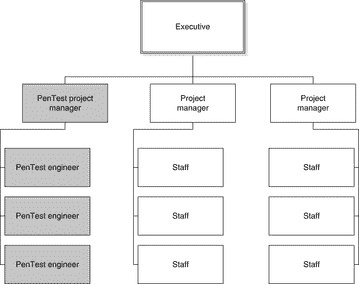 Executive
PenTest project
manager
Project
manager
Project
manager
PenTest engineer
Staff
Staff
PenTest engineer
Staff
Staff
PenTest engineer
Staff
Staff